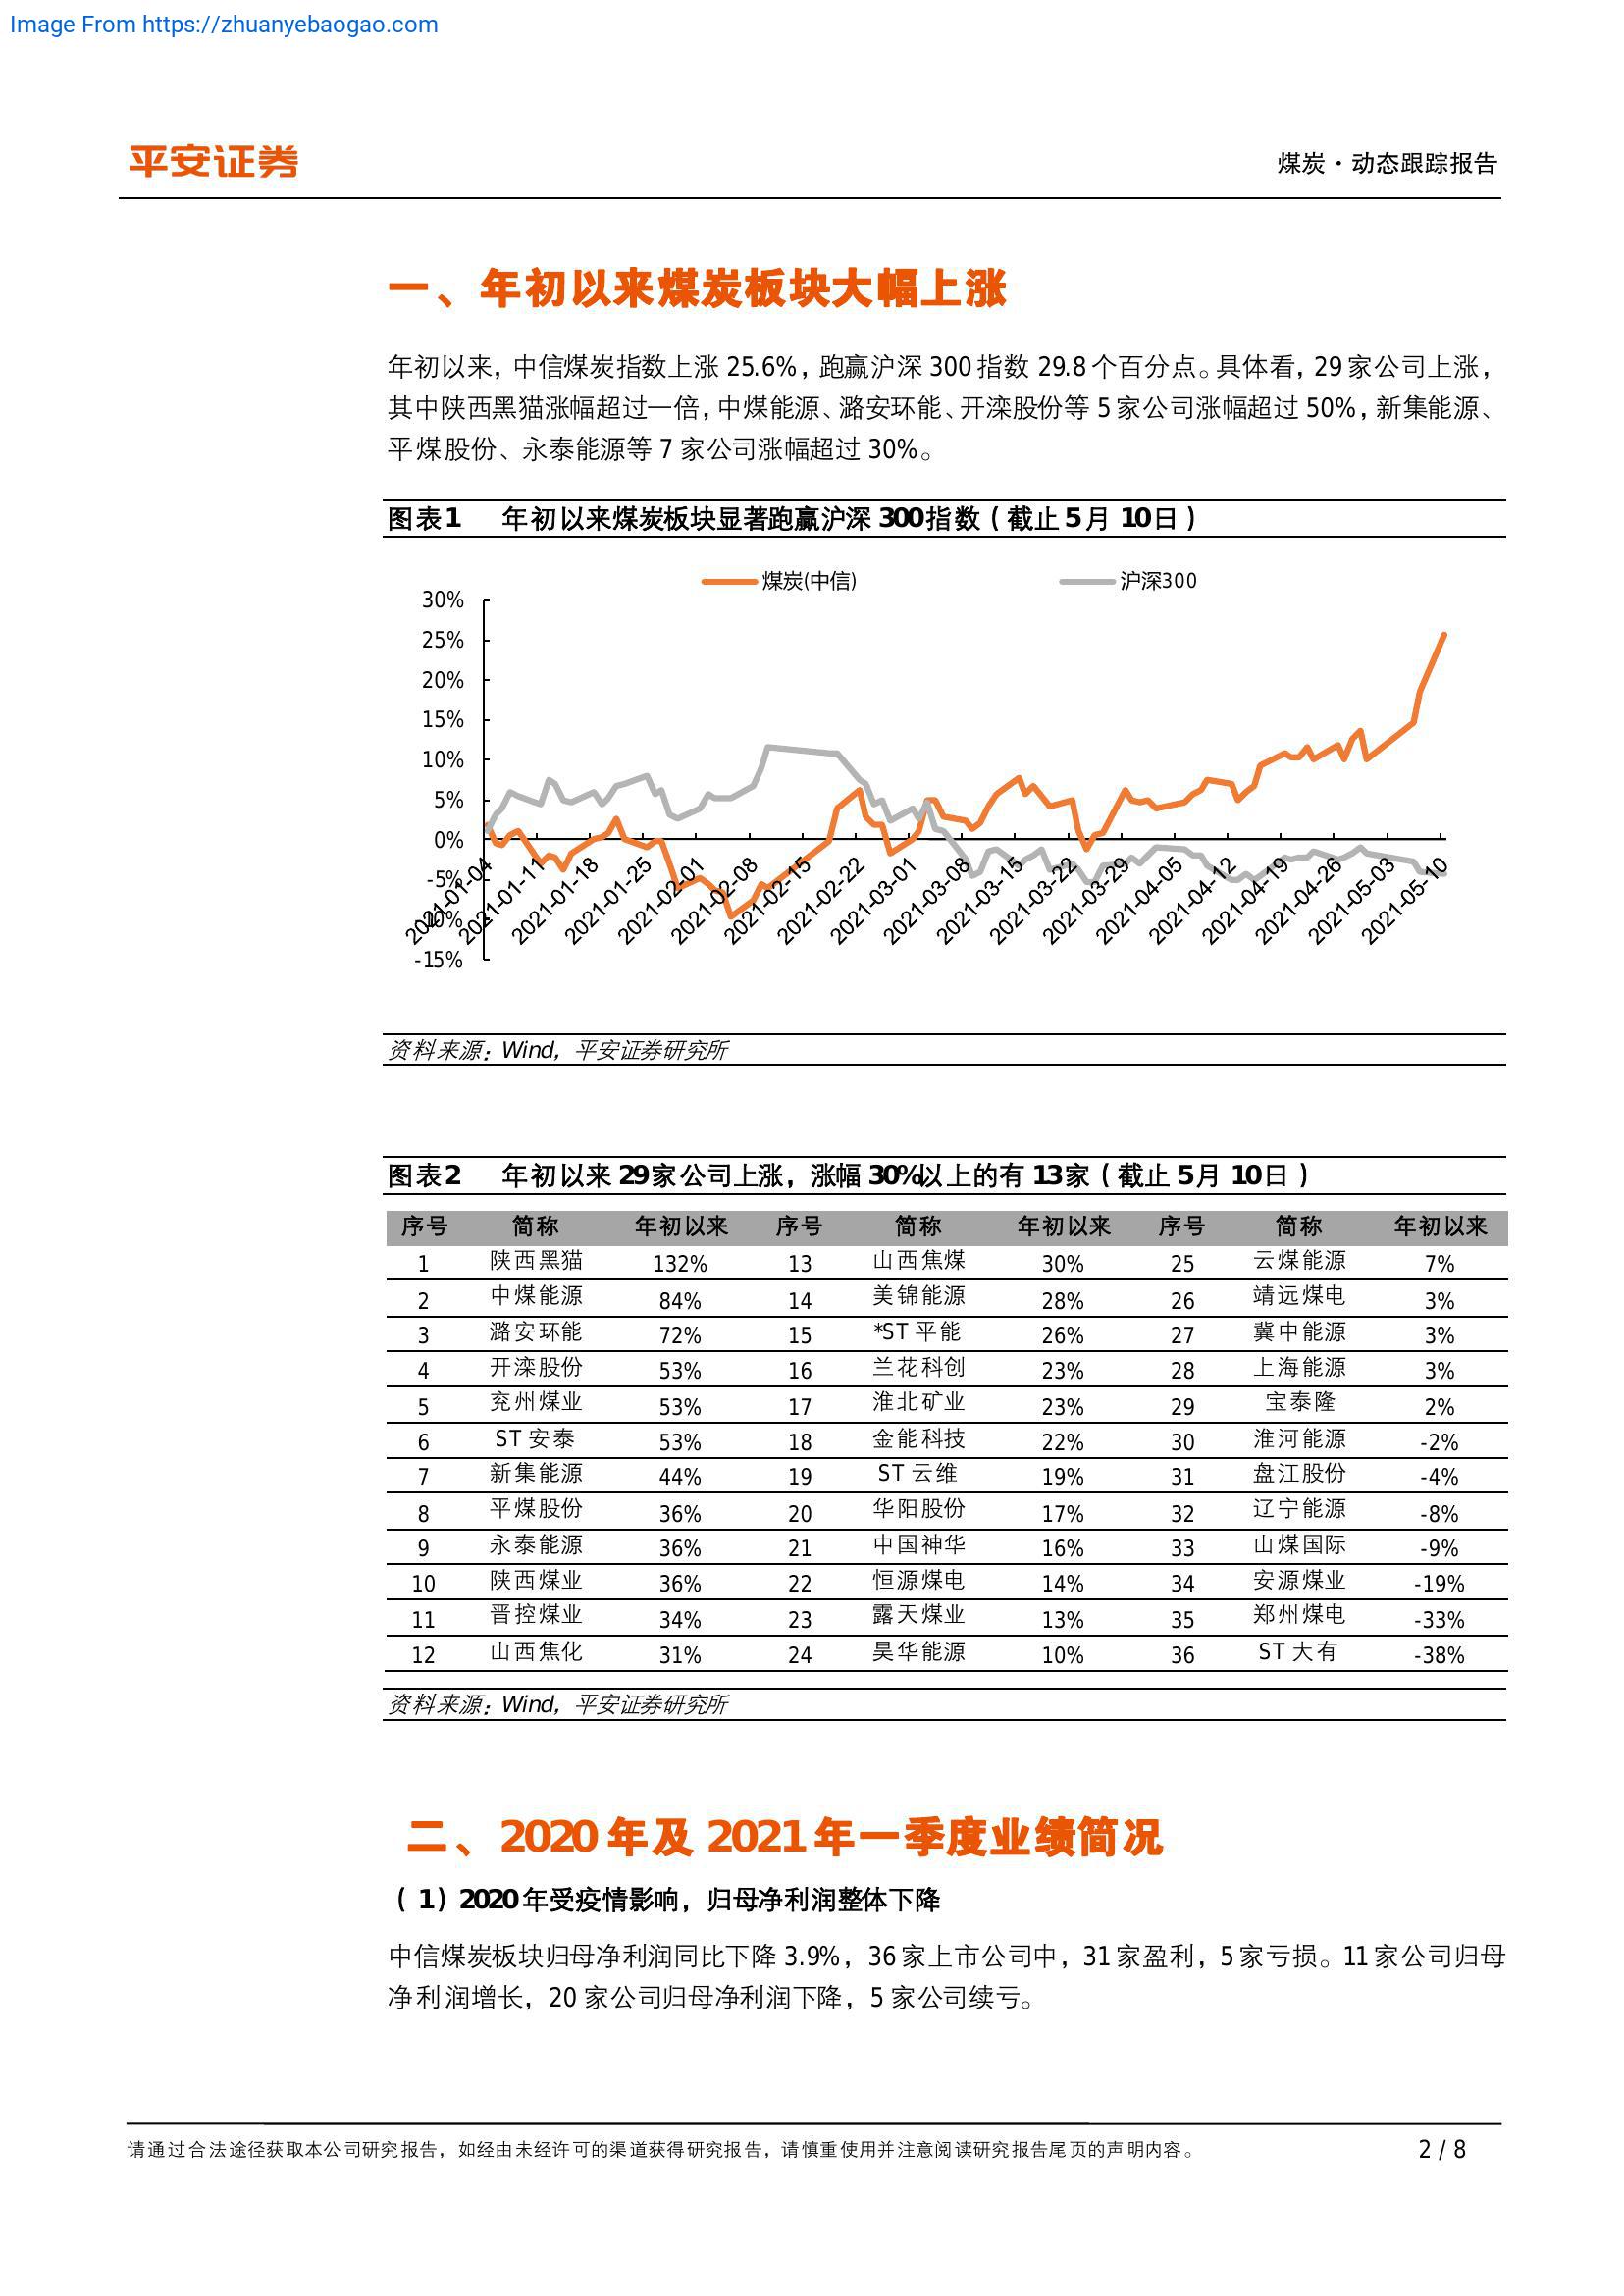 Image From https://zhuanyebaogao.com
平安证券
煤炭·动态跟踪报告
一、年初以来煤炭板块大幅上涨
年初以来，中信煤炭指数上涨 25.6%，跑赢沪深 300 指数 29.8 个百分点。具体看，29 家公司上涨，
其中陕西黑猫涨幅超过一倍，中煤能源、潞安环能、开滦股份等 5 家公司涨幅超过 50%，新集能源、
平煤股份、永泰能源等 7 家公司涨幅超过 30%。
图表1 年初以来煤炭板块显著跑赢沪深 300 指数（截止 5 月 10 日）
煤炭(中信) 沪深300
30%
25%
20%
15%
10%
5%
0%
-5%
-10%
-15%
2021-01-04 2021-01-11 2021-01-18 2021-01-25 2021-02-01 2021-02-08 2021-02-15 2021-02-22 2021-03-01 2021-03-08 2021-03-15 2021-03-22 2021-03-29 2021-04-05 2021-04-12 2021-04-19 2021-04-26 2021-05-03 2021-05-10
资料来源：Wind，平安证券研究所
图表2 年初以来 29 家公司上涨，涨幅 30%以上的有 13 家（截止 5 月 10 日）
序号 简称 年初以来 序号 简称 年初以来 序号 简称 年初以来
1 陕西黑猫 132% 13 山西焦煤 30% 25 云煤能源 7%
2 中煤能源 84% 14 美锦能源 28% 26 靖远煤电 3%
3 潞安环能 72% 15 *ST 平能 26% 27 冀中能源 3%
4 开滦股份 53% 16 兰花科创 23% 28 上海能源 3%
5 兖州煤业 53% 17 淮北矿业 23% 29 宝泰隆 2%
6 ST 安泰 53% 18 金能科技 22% 30 淮河能源 -2%
7 新集能源 44% 19 ST 云维 19% 31 盘江股份 -4%
8 平煤股份 36% 20 华阳股份 17% 32 辽宁能源 -8%
9 永泰能源 36% 21 中国神华 16% 33 山煤国际 -9%
10 陕西煤业 36% 22 恒源煤电 14% 34 安源煤业 -19%
11 晋控煤业 34% 23 露天煤业 13% 35 郑州煤电 -33%
12 山西焦化 31% 24 昊华能源 10% 36 ST 大有 -38%
资料来源：Wind，平安证券研究所
二、2020 年及 2021 年一季度业绩简况
（1）2020 年受疫情影响，归母净利润整体下降
中信煤炭板块归母净利润同比下降 3.9%，36 家上市公司中，31 家盈利，5 家亏损。11 家公司归母
净利润增长，20 家公司归母净利润下降，5 家公司续亏。
请通过合法途径获取本公司研究报告，如经由未经许可的渠道获得研究报告，请慎重使用并注意阅读研究报告尾页的声明内容。
2 / 8